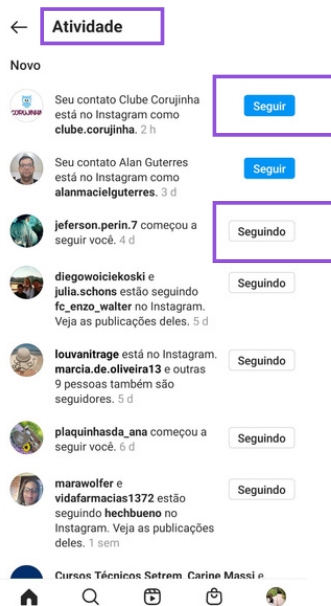 Atividade
Novo
Seu contato Clube Corujinha
está no Instagram como
clube.corujinha. 2 h
Seguir
Seu contato Alan Guterres
está no Instagram como
alanmacielguterres. 3 d
Seguir
jeferson.perin.7 começou a
seguir você. 4 d
Seguindo
diegowoiciekoski e
julia.schons estão seguindo
fc_enzo_walter no Instagram.
Veja as publicações deles. 5 d
Seguindo
louvanitrage está no Instagram.
marcia.de.oliveira13 e outras
9 pessoas também são
seguidores. 5 d
Seguindo
plaquinhasda_ana começou a
seguir você. 6 d
Seguindo
marawolfer e
vidafarmacias1372 estão
seguindo hechbueno no
Instagram. Veja as publicações
deles. 1 sem
Seguindo
Cursos Técnicos Setrem, Carine Massi e